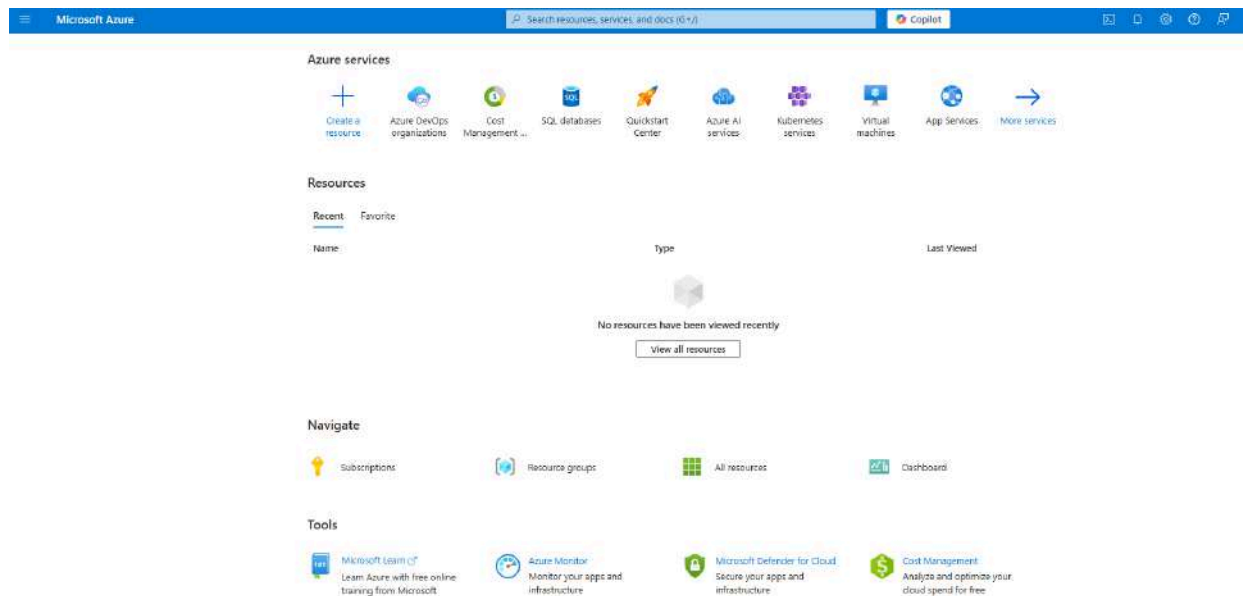 Microsoft Azure
Search resources, services, and docs (G+/)
Copilot
Azure services
Create a resource
Azure DevOps organizations
Cost Management ...
SQL databases
Quickstart Center
Azure AI services
Kubernetes services
Virtual machines
App Services
More services
Resources
Recent
Favorite
Name
Type
Last Viewed
No resources have been viewed recently
View all resources
Navigate
Subscriptions
Resource groups
All resources
Dashboard
Tools
Microsoft Learn
Learn Azure with free online
training from Microsoft
Azure Monitor
Monitor your apps and
infrastructure
Microsoft Defender for Cloud
Secure your apps and
infrastructure
Cost Management
Analyze and optimize your
cloud spend for free